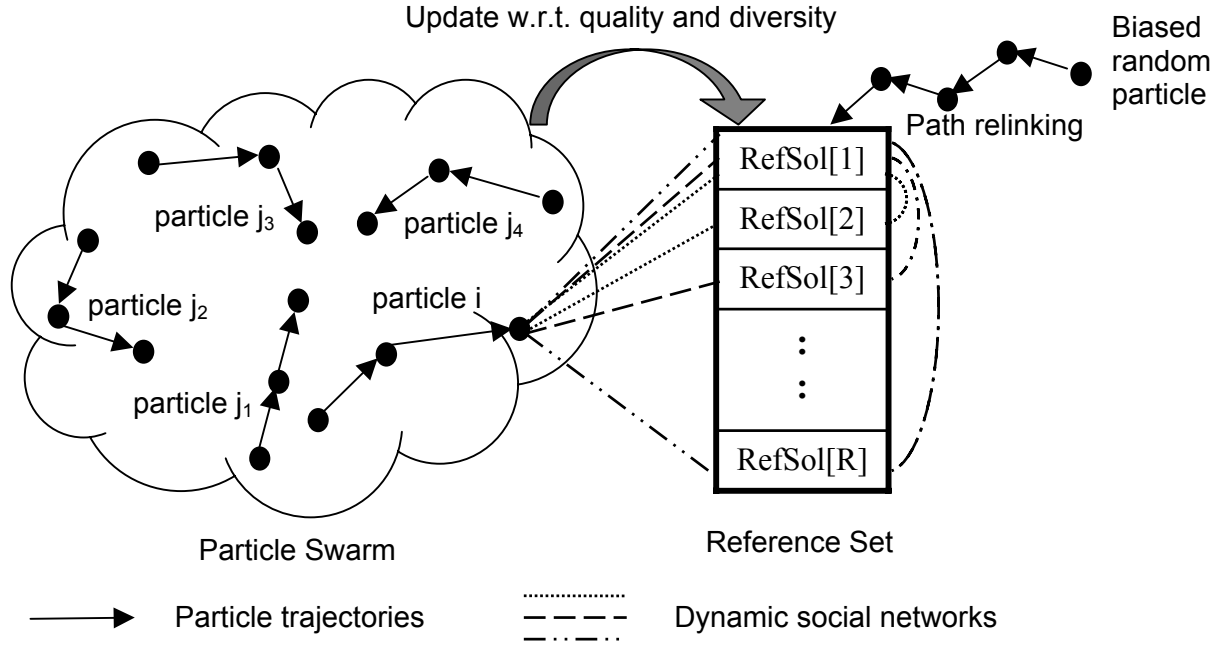 Update w.r.t. quality and diversity
Biased
random
particle
Path relinking
RefSol[1]
RefSol[2]
RefSol[3]
RefSol[R]
particle j₃
particle j₄
particle j₂
particle i
particle j₁
Particle Swarm
Reference Set
Particle trajectories
Dynamic social networks